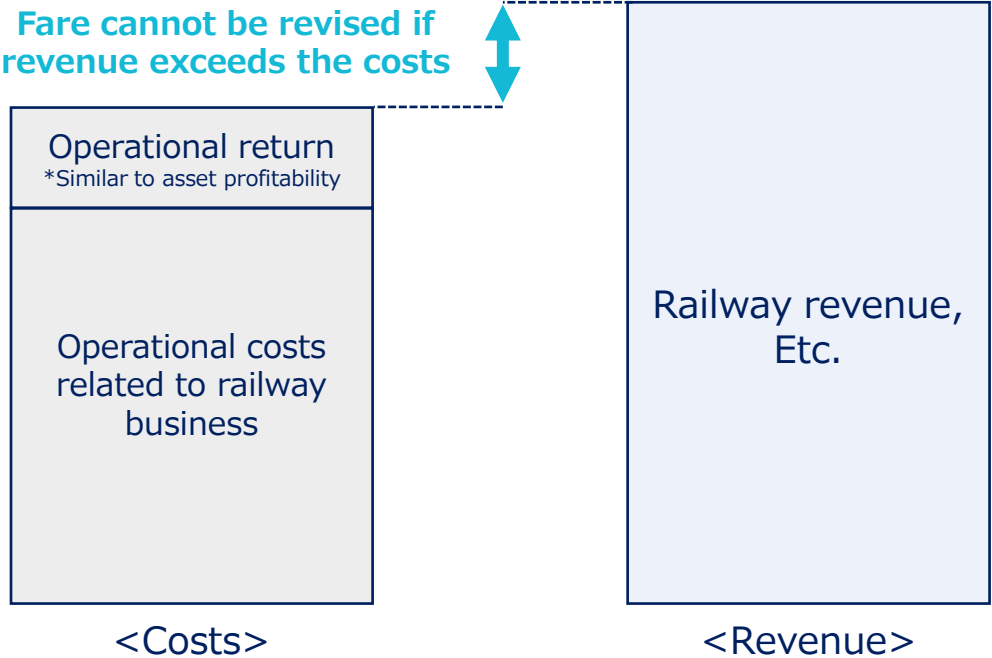 Fare cannot be revised if
revenue exceeds the costs
Operational return
*Similar to asset profitability
Operational costs
related to railway
business
<Costs>
Railway revenue,
Etc.
<Revenue>